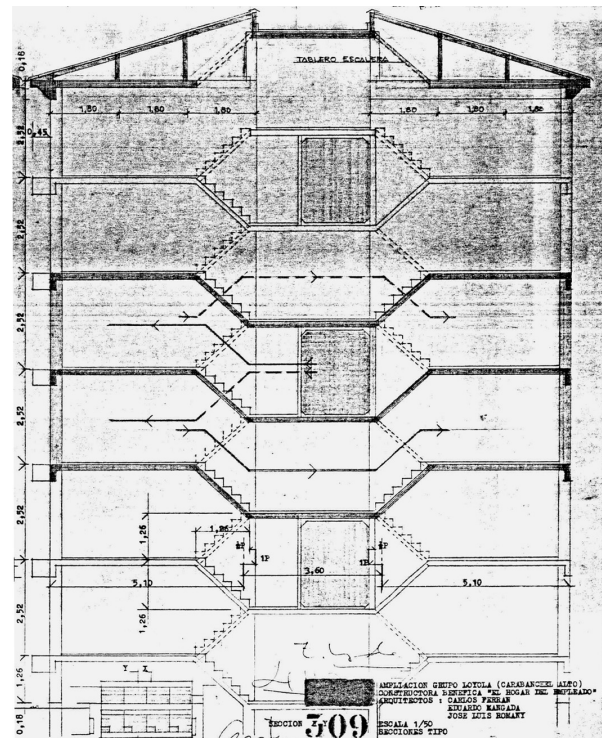 0,18
TABLERO ESCALERA
1,80 1,80 1,80 1,80 1,80 1,80
0,45
2,52
2,52
2,52
2,52
2,52
2,52
1,26
1,26
1P
1P
5,10 3,60 5,10
1,26
1,26
0,18
Y X
AMPLIACION GRUPO LOYOLA (CARABANCHEL ALTO)
CONSTRUCTORA BENEFICA "EL HOGAR DEL EMPLEADO"
ARQUITECTOS : CARLOS FERRAN
EDUARDO MANGADA
JOSE LUIS ROMANY
SECCION 309 ESCALA 1/50
SECCIONES TIPO